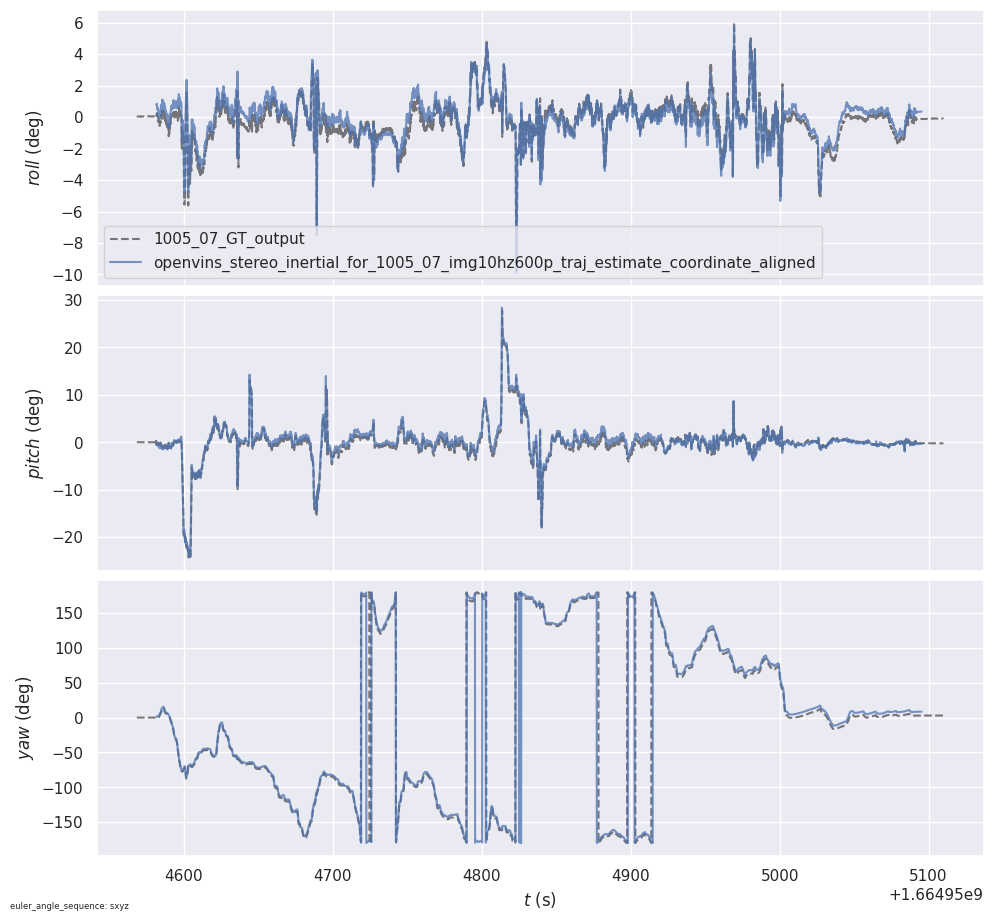 6
4
2
0
−2
−4
−6
−8
−10
roll (deg)
1005_07_GT_output
openvins_stereo_inertial_for_1005_07_img10hz600p_traj_estimate_coordinate_aligned
30
20
10
0
−10
−20
pitch (deg)
150
100
50
0
−50
−100
−150
yaw (deg)
4600 4700 4800 4900 5000 5100
+1.66495e9
t (s)
euler_angle_sequence: sxyz